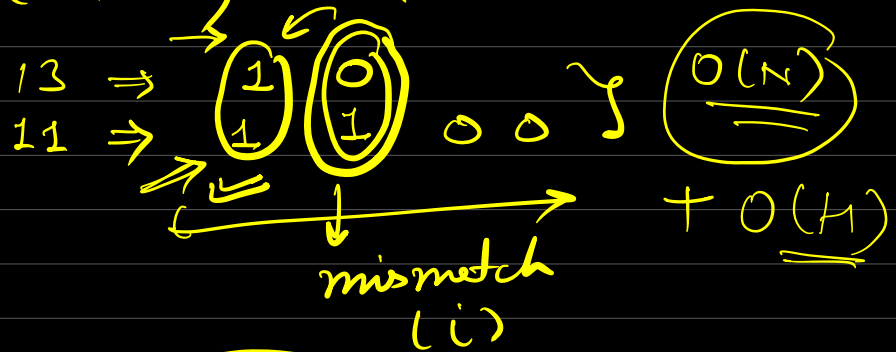 13 ⇒ 1 0 } O(N)
11 ⇒ 1 1 0 0
+ O(H)
mismatch
(i)